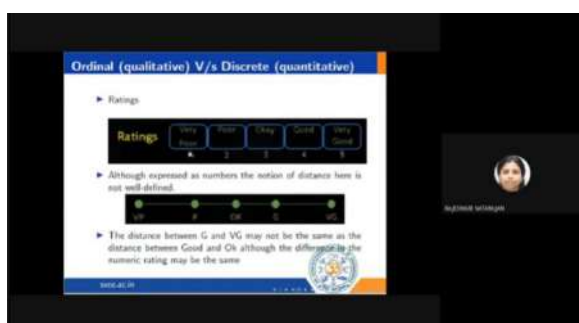 Ordinal (qualitative) V/s Discrete (quantitative)
Ratings
Ratings
Very Poor
Poor
Okay
Good
Very Good
2
3
4
5
Although expressed as numbers the notion of distance here is
not well-defined.
VP
P
OK
G
VG
The distance between G and VG may not be the same as the
distance between Good and Ok although the difference in the
numeric rating may be the same
svce.ac.in